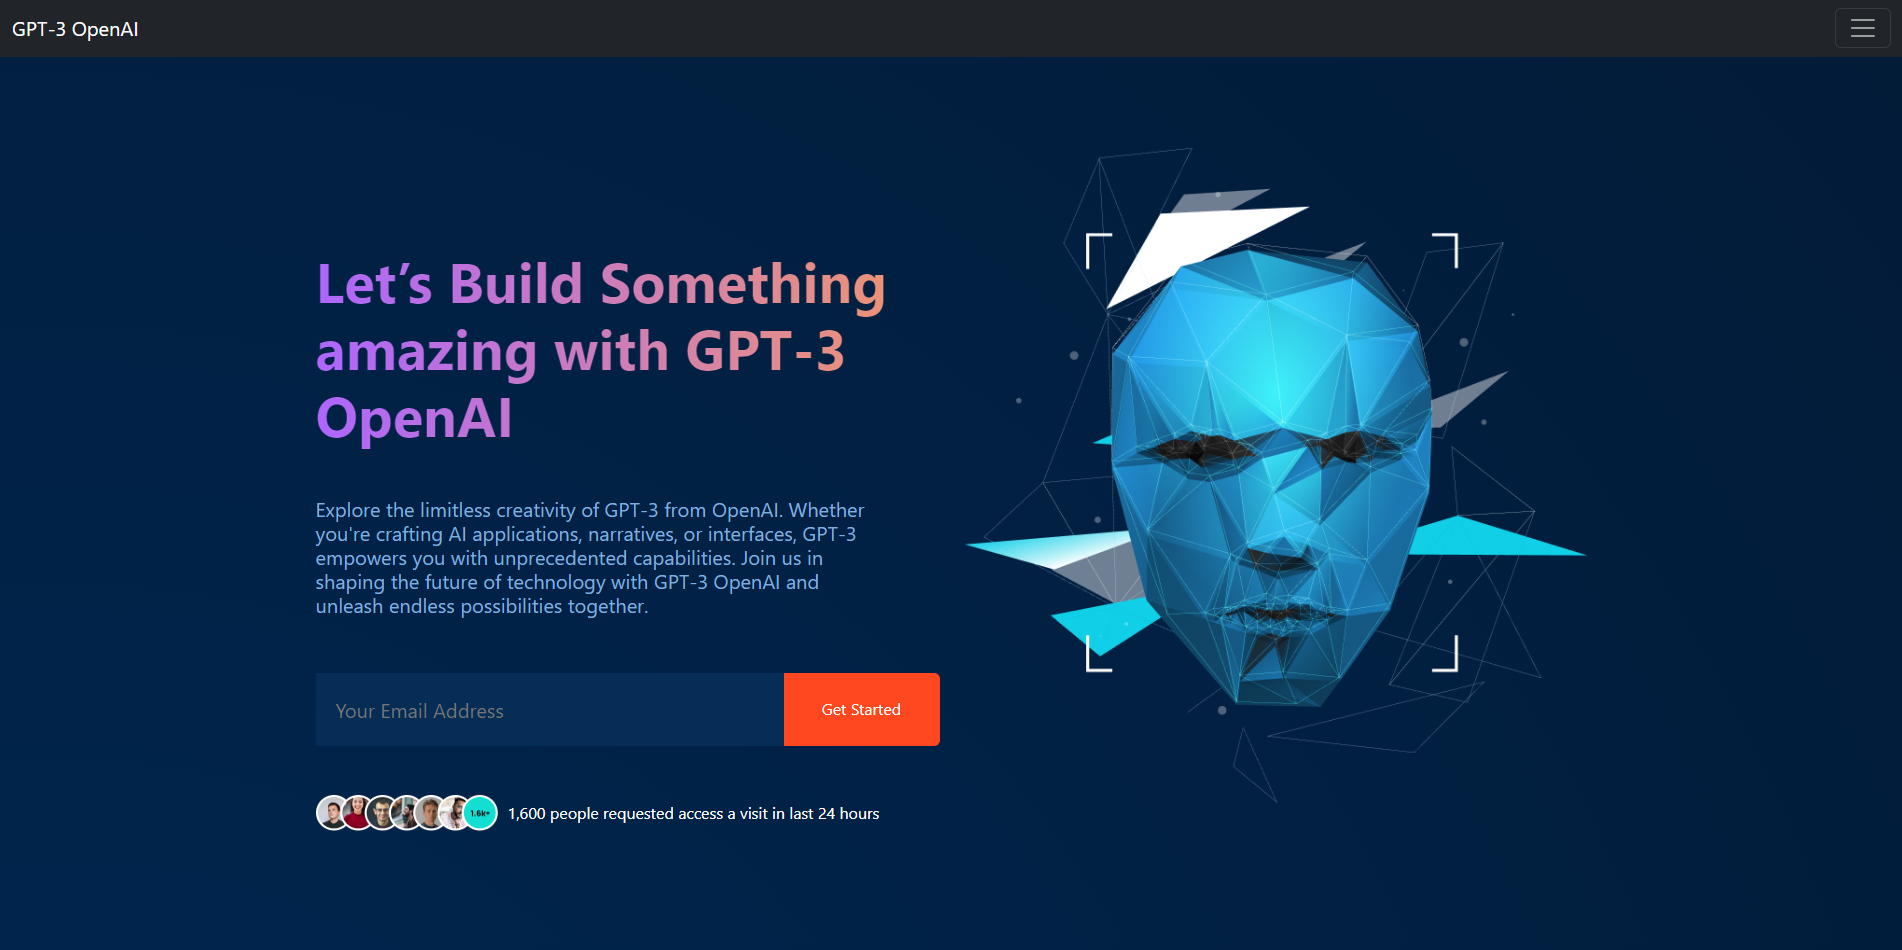 GPT-3 OpenAI
Let’s Build Something
amazing with GPT-3
OpenAI
Explore the limitless creativity of GPT-3 from OpenAI. Whether
you're crafting AI applications, narratives, or interfaces, GPT-3
empowers you with unprecedented capabilities. Join us in
shaping the future of technology with GPT-3 OpenAI and
unleash endless possibilities together.
Your Email Address
Get Started
1.6k+
1,600 people requested access a visit in last 24 hours